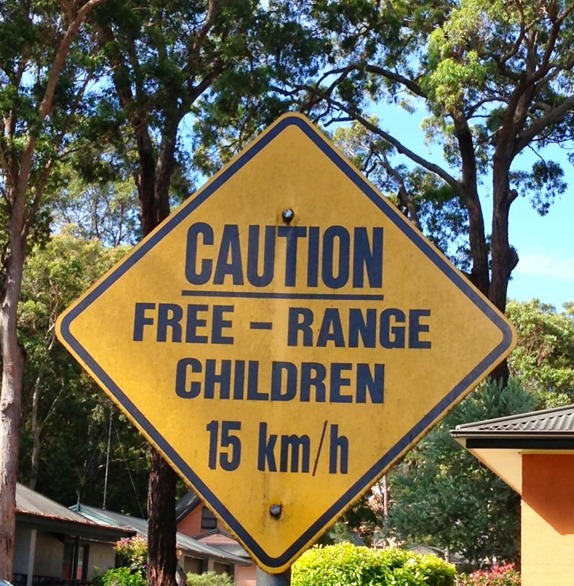 CAUTION
FREE - RANGE
CHILDREN
15 km/h